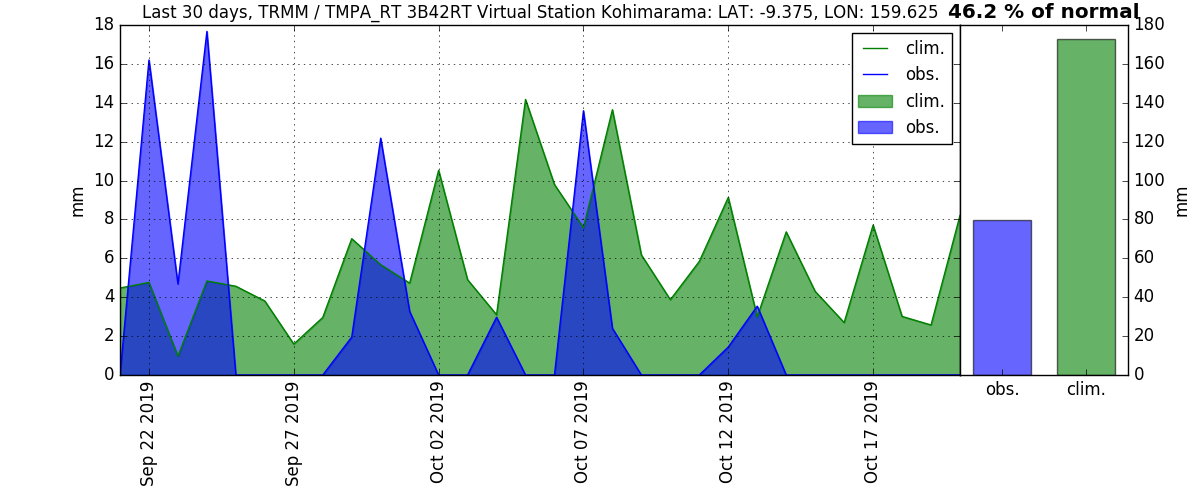 Last 30 days, TRMM / TMPA_RT 3B42RT Virtual Station Kohimarama: LAT: -9.375, LON: 159.625
46.2 % of normal
18
16
14
12
10
8
6
4
2
0
mm
clim.
obs.
clim.
obs.
Sep 22 2019
Sep 27 2019
Oct 02 2019
Oct 07 2019
Oct 12 2019
Oct 17 2019
180
160
140
120
100
80
60
40
20
0
mm
obs.
clim.